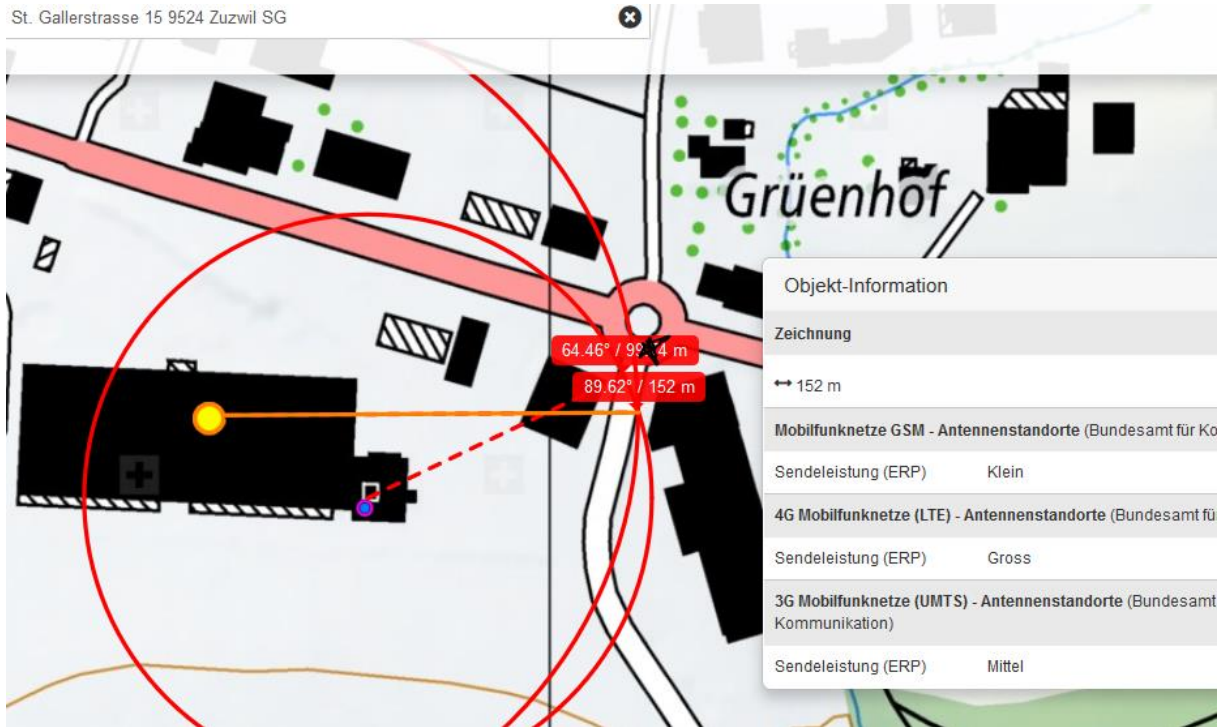 St. Gallerstrasse 15 9524 Zuzwil SG
Grüenhof
64.46° / 99. 4 m
89.62° / 152 m
Objekt-Information
Zeichnung
↔ 152 m
Mobilfunknetze GSM - Antennenstandorte (Bundesamt für Ko
Sendeleistung (ERP) Klein
4G Mobilfunknetze (LTE) - Antennenstandorte (Bundesamt fü
Sendeleistung (ERP) Gross
3G Mobilfunknetze (UMTS) - Antennenstandorte (Bundesamt
Kommunikation)
Sendeleistung (ERP) Mittel